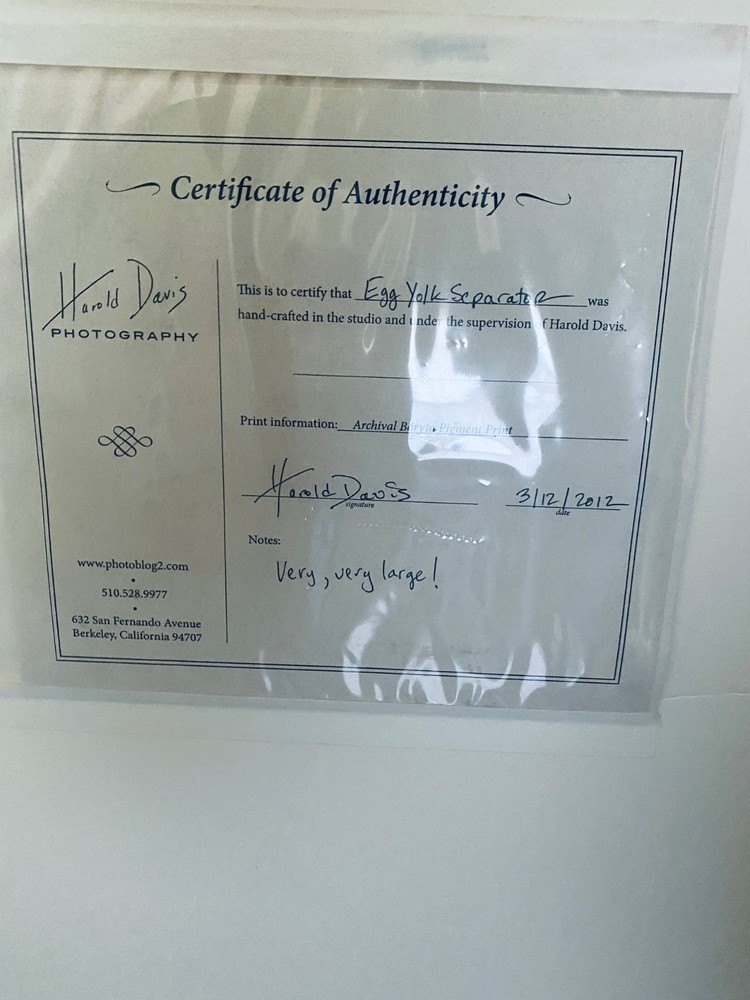 Certificate of Authenticity
Harold Davis
PHOTOGRAPHY
www.photoblog2.com
510.528.9977
632 San Fernando Avenue
Berkeley, California 94707
This is to certify that Egg Yolk Separator was
hand-crafted in the studio and under the supervision of Harold Davis.
Print information: Archival Baryta Pigment Print
Harold Davis 3/12/2012
signature date
Notes:
Very, very large!